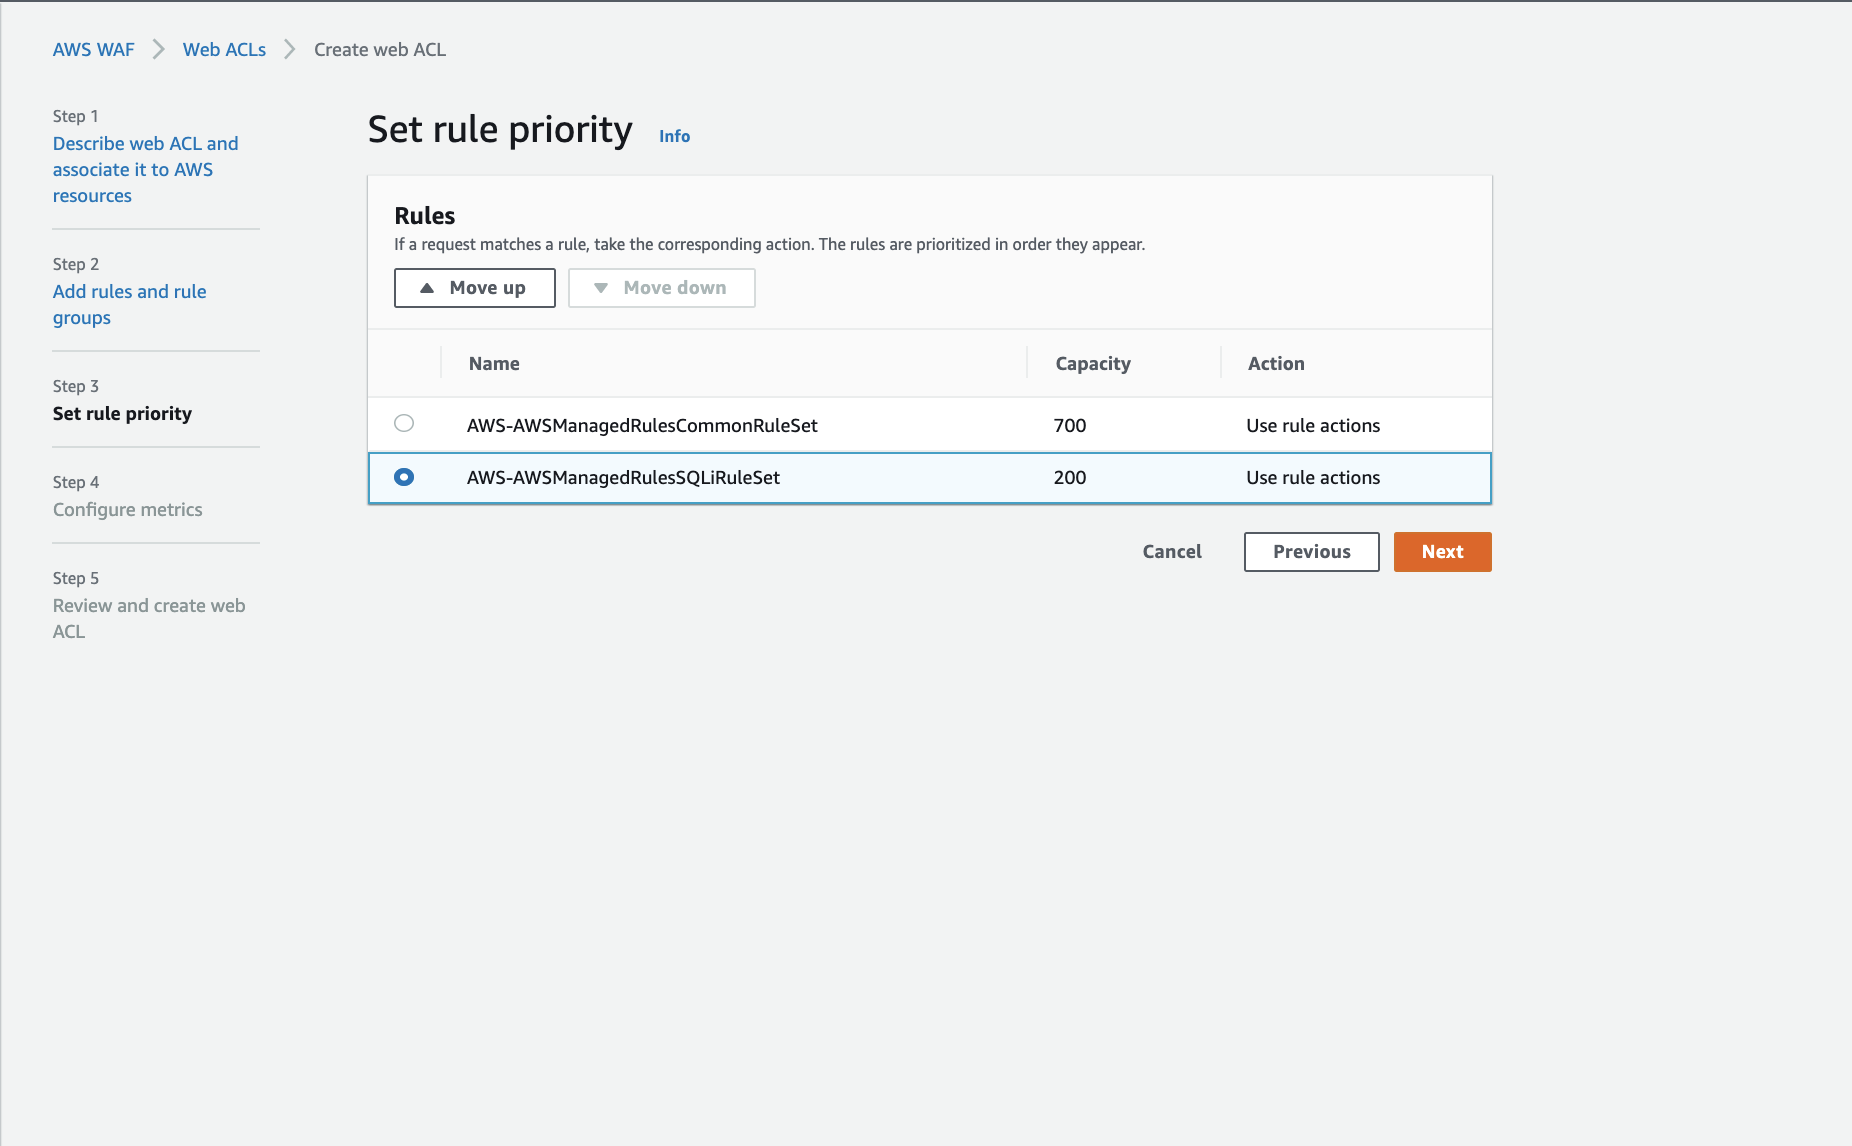 AWS WAF > Web ACLs > Create web ACL
Step 1
Describe web ACL and
associate it to AWS
resources
Step 2
Add rules and rule
groups
Step 3
Set rule priority
Step 4
Configure metrics
Step 5
Review and create web
ACL
Set rule priority Info
Rules
If a request matches a rule, take the corresponding action. The rules are prioritized in order they appear.
▲ Move up ▼ Move down
Name Capacity Action
AWS-AWSManagedRulesCommonRuleSet 700 Use rule actions
AWS-AWSManagedRulesSQLiRuleSet 200 Use rule actions
Cancel Previous Next